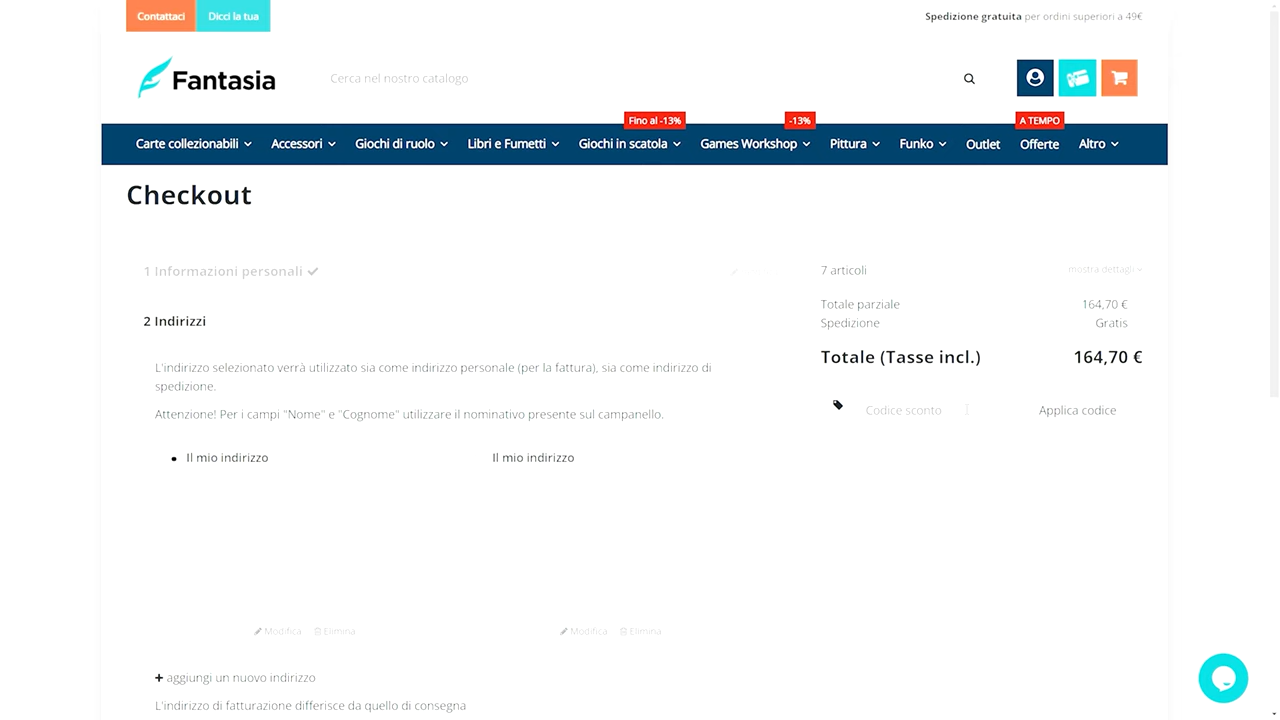 Contattaci Dicci la tua Spedizione gratuita per ordini superiori a 49€
Fantasia Cerca nel nostro catalogo
Fino al -13% -13% A TEMPO
Carte collezionabili Accessori Giochi di ruolo Libri e Fumetti Giochi in scatola Games Workshop Pittura Funko Outlet Offerte Altro
Checkout
1 Informazioni personali
2 Indirizzi
L'indirizzo selezionato verrà utilizzato sia come indirizzo personale (per la fattura), sia come indirizzo di
spedizione.
Attenzione! Per i campi "Nome" e "Cognome" utilizzare il nominativo presente sul campanello.
Il mio indirizzo Il mio indirizzo
Modifica Elimina Modifica Elimina
+ aggiungi un nuovo indirizzo
L'indirizzo di fatturazione differisce da quello di consegna
7 articoli mostra dettagli
Totale parziale 164,70 €
Spedizione Gratis
Totale (Tasse incl.) 164,70 €
Codice sconto Applica codice